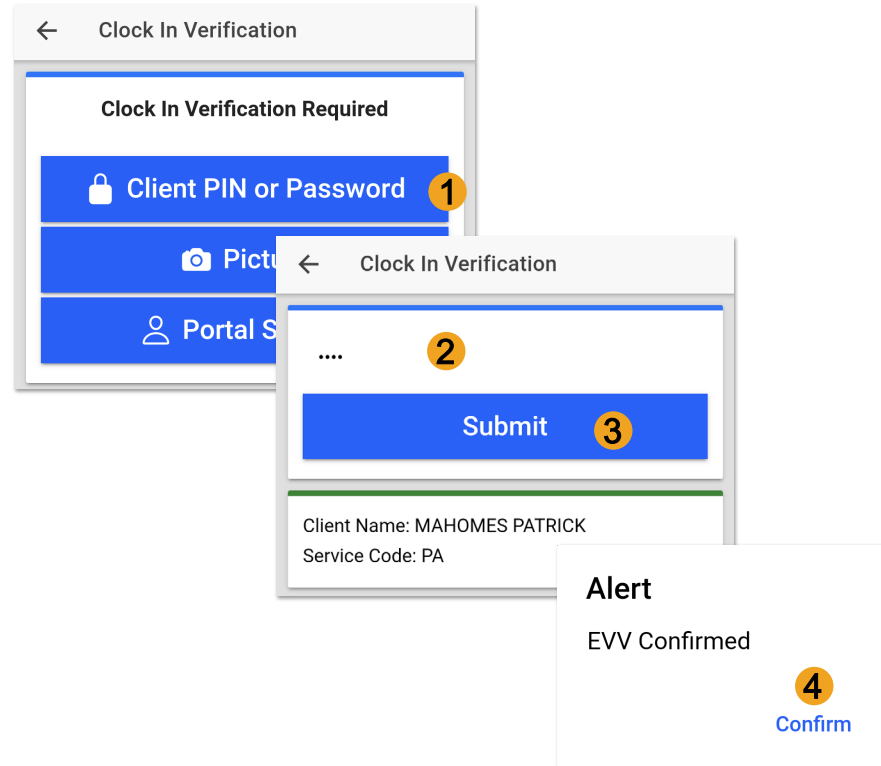 Clock In Verification
Clock In Verification Required
Client PIN or Password 1
Portal S
Clock In Verification
.... 2
Submit 3
Client Name: MAHOMES PATRICK
Service Code: PA
Alert
EVV Confirmed
4
Confirm